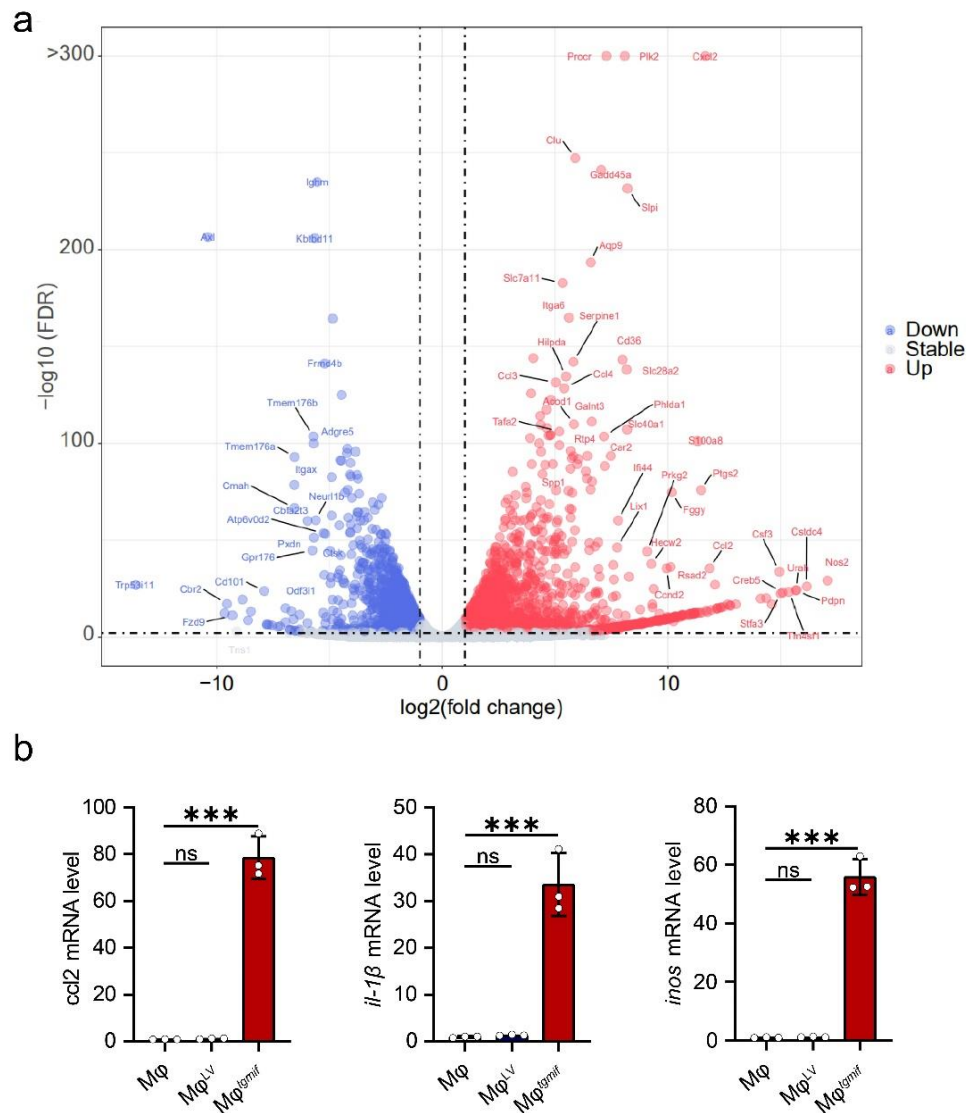 a
>300
Procr Plk2 Cxcl2
Clu
Gadd45a
Ighm
Slpi
Axl Kbtbd11
Aqp9
200
Slc7a11
Itga6
Serpine1
Hilpda Cd36
Frmd4b Ccl3 Ccl4 Slc28a2
Acod1 Galnt3 Phlda1
Tmem176b
Adgre5 Tafa2 Slc40a1
100
Rtp4 Car2 S100a8
Tmem176a
Itgax Spp1 Ifi44 Prkg2 Ptgs2
Cmah Neurl1b
Cbfa2t3 Lix1 Fggy
Atp6v0d2
Pxdn Ctsk Hecw2 Csf3 Cstdc4
Gpr176 Ccl2
Trp53i11 Cd101 Rsad2 Creb5 Nos2
Cbr2 Odf3l1 Ccnd2 Pdpn
Fzd9 Stfa3
0
Tns1
−10 0 10
log2(fold change)
−log10 (FDR)
Down
Stable
Up
b
ccl2 mRNA level
100
80
60
40
20
0
***
ns
Mφ MφLV Mφtgmif
il-1β mRNA level
50
40
30
20
10
0
***
ns
Mφ MφLV Mφtgmif
inos mRNA level
80
60
40
20
0
***
ns
Mφ MφLV Mφtgmif